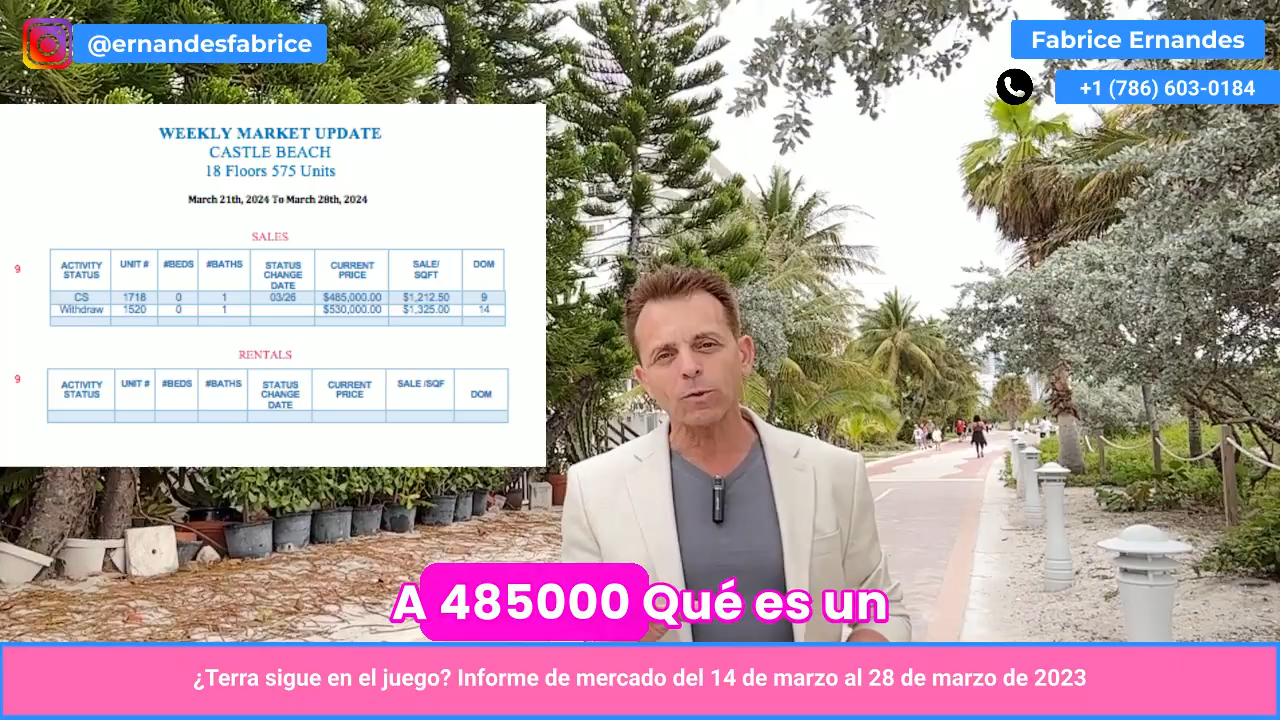 @ernandesfabrice
Fabrice Ernandes
+1 (786) 603-0184
WEEKLY MARKET UPDATE
CASTLE BEACH
18 Floors 575 Units
March 21th, 2024 To March 28th, 2024
SALES
9
ACTIVITY STATUS UNIT # #BEDS #BATHS STATUS CHANGE DATE CURRENT PRICE SALE/ SQFT DOM
CS 1718 0 1 03/26 $485,000.00 $1,212.50 9
Withdraw 1520 0 1 $530,000.00 $1,325.00 14
RENTALS
9
ACTIVITY STATUS UNIT # #BEDS #BATHS STATUS CHANGE DATE CURRENT PRICE SALE /SQF DOM
A 485000 Qué es un
¿Terra sigue en el juego? Informe de mercado del 14 de marzo al 28 de marzo de 2023